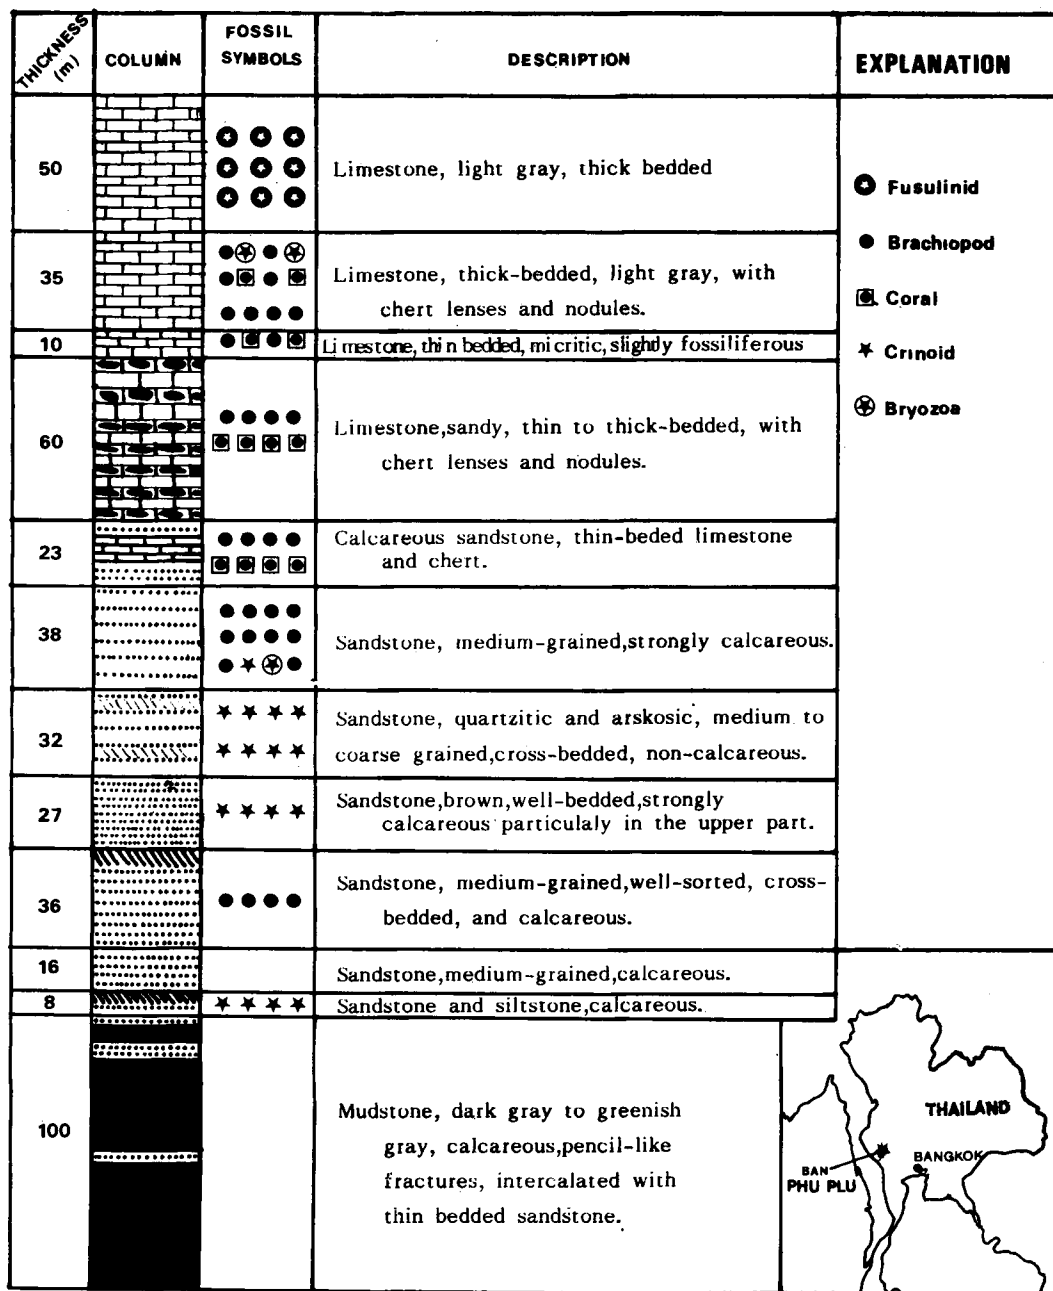 THICKNESS (m)
COLUMN
FOSSIL SYMBOLS
DESCRIPTION
EXPLANATION
50
Limestone, light gray, thick bedded
35
Limestone, thick-bedded, light gray, with
chert lenses and nodules.
10
Limestone, thin bedded, micritic, slightly fossiliferous
60
Limestone,sandy, thin to thick-bedded, with
chert lenses and nodules.
23
Calcareous sandstone, thin-beded limestone
and chert.
38
Sandstone, medium-grained,strongly calcareous.
32
Sandstone, quartzitic and arskosic, medium to
coarse grained,cross-bedded, non-calcareous.
27
Sandstone,brown,well-bedded,strongly
calcareous particulaly in the upper part.
36
Sandstone, medium-grained,well-sorted, cross-
bedded, and calcareous.
16
Sandstone,medium-grained,calcareous.
8
Sandstone and siltstone,calcareous.
100
Mudstone, dark gray to greenish
gray, calcareous,pencil-like
fractures, intercalated with
thin bedded sandstone.
Fusulinid
Brachiopod
Coral
Crinoid
Bryozoa
THAILAND
BANGKOK
BAN
PHU PLU